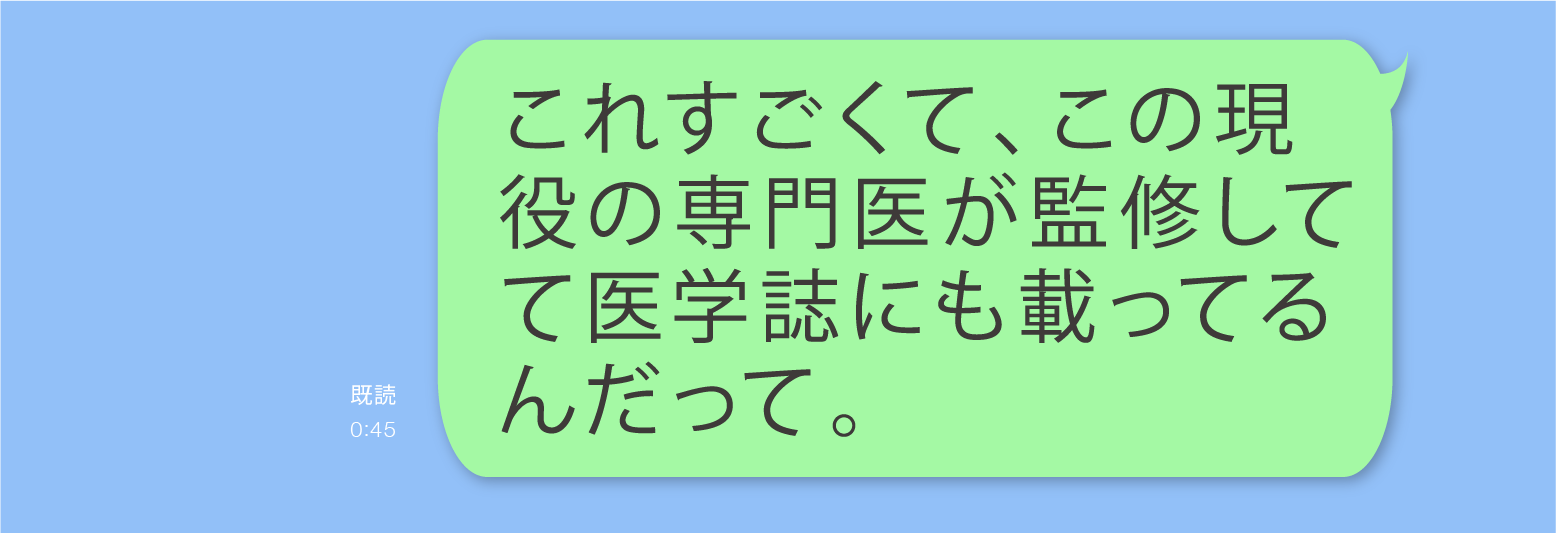 これすごくて、この現
役の専門医が監修して
て医学誌にも載ってる
んだって。
既読
0:45